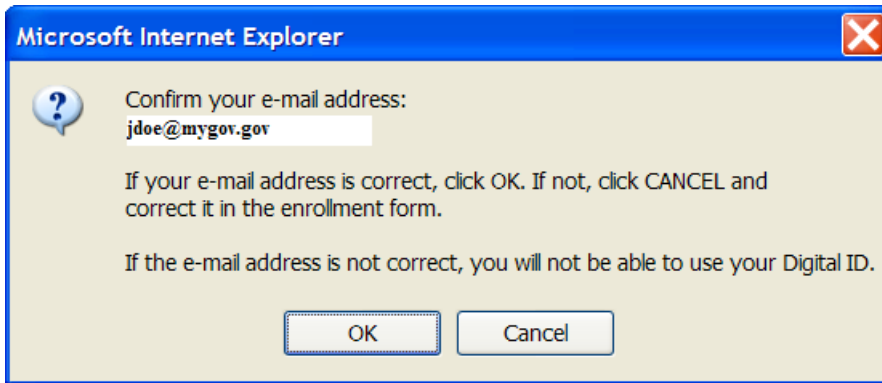 Microsoft Internet Explorer
Confirm your e-mail address:
jdoe@mygov.gov
If your e-mail address is correct, click OK. If not, click CANCEL and
correct it in the enrollment form.
If the e-mail address is not correct, you will not be able to use your Digital ID.
OK Cancel